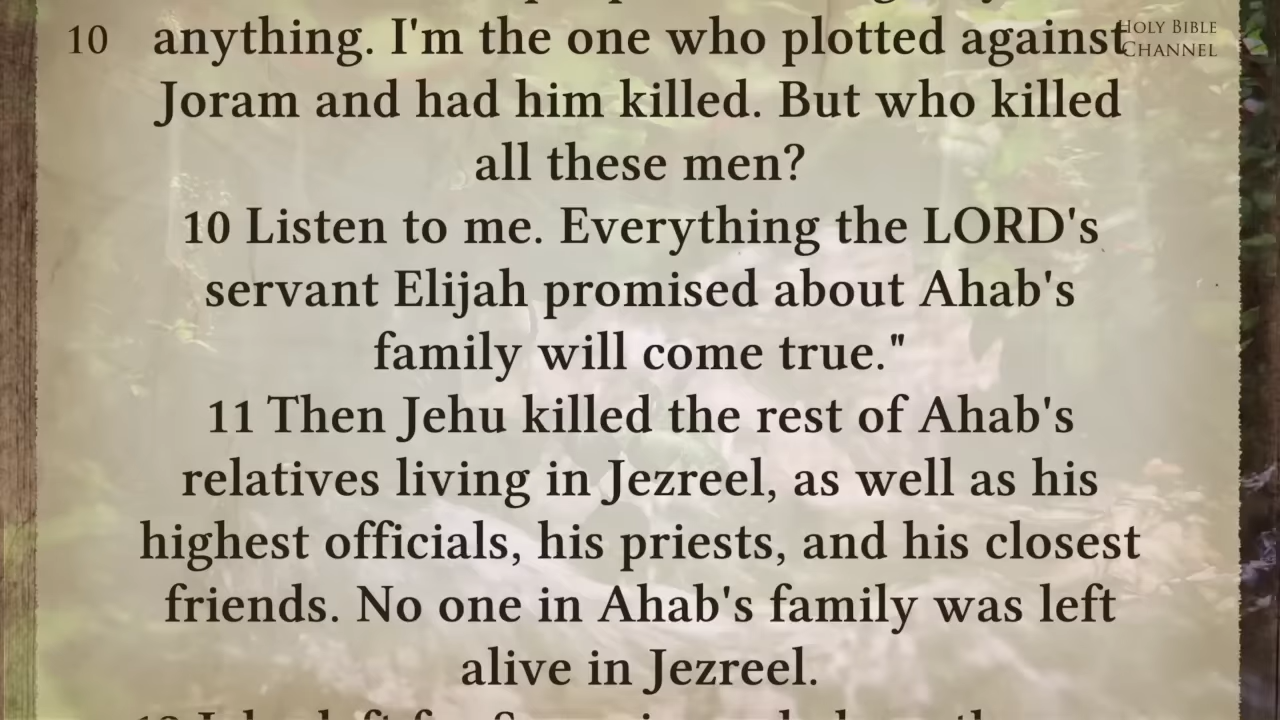 10 anything. I'm the one who plotted against
HOLY BIBLE
CHANNEL
Joram and had him killed. But who killed
all these men?
10 Listen to me. Everything the LORD's
servant Elijah promised about Ahab's
family will come true."
11 Then Jehu killed the rest of Ahab's
relatives living in Jezreel, as well as his
highest officials, his priests, and his closest
friends. No one in Ahab's family was left
alive in Jezreel.